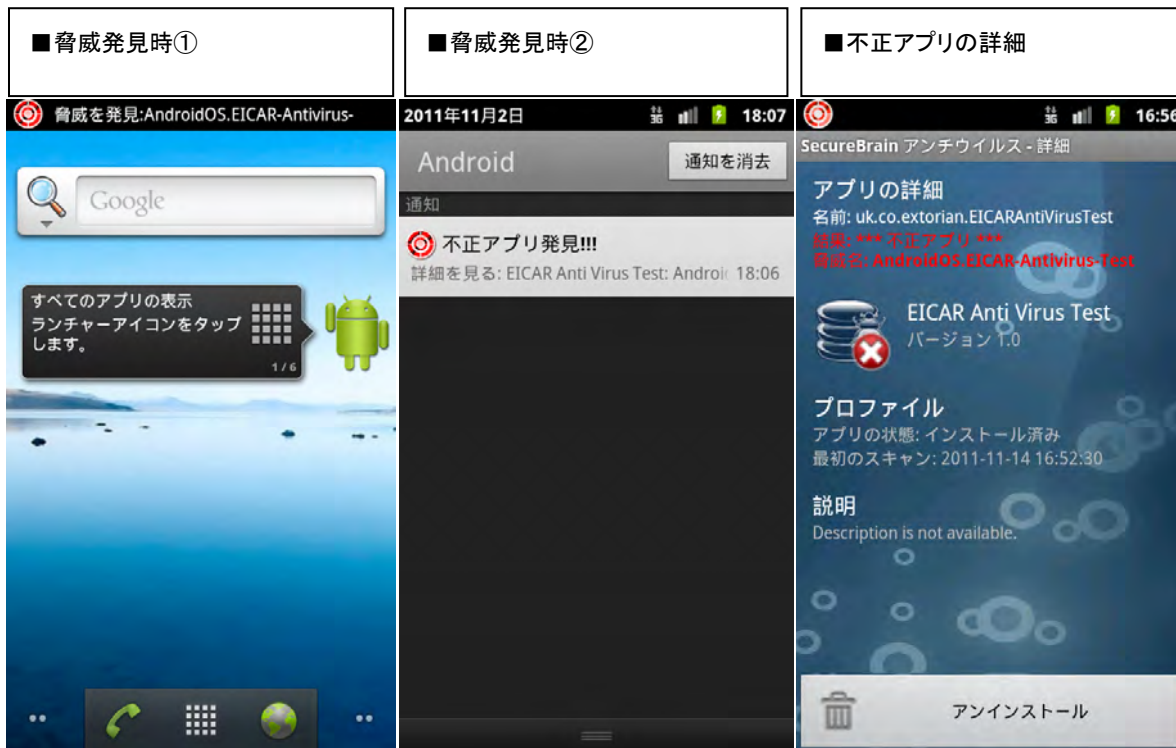 ■脅威発見時①
■脅威発見時②
■不正アプリの詳細
脅威を発見:AndroidOS.EICAR-Antivirus-
Google
すべてのアプリの表示
ランチャーアイコンをタップ
します。
1 / 6
2011年11月2日 3G 18:07
Android
通知を消去
通知
不正アプリ発見!!!
詳細を見る: EICAR Anti Virus Test: Androi 18:06
3G 16:56
SecureBrain アンチウイルス - 詳細
アプリの詳細
名前: uk.co.extorian.EICARAntiVirusTest
結果: *** 不正アプリ ***
脅威名: AndroidOS.EICAR-Antivirus-Test
EICAR Anti Virus Test
バージョン 1.0
プロファイル
アプリの状態: インストール済み
最初のスキャン: 2011-11-14 16:52:30
説明
Description is not available.
アンインストール